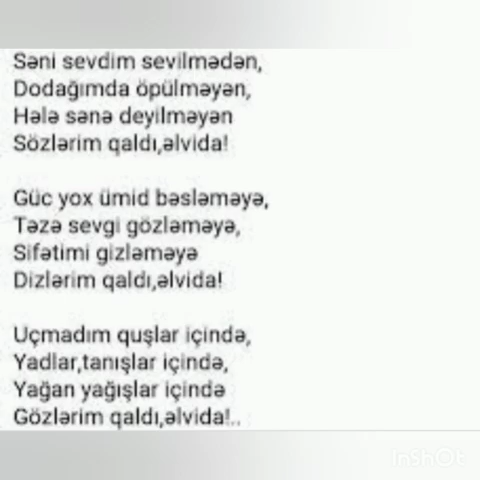 Səni sevdim sevilmədən,
Dodağımda öpülməyən,
Hələ sənə deyilməyən
Sözlərim qaldı,əlvida!
Güc yox ümid bəsləməyə,
Təzə sevgi gözləməyə,
Sifətimi gizləməyə
Dizlərim qaldı,əlvida!
Uçmadım quşlar içində,
Yadlar,tanışlar içində,
Yağan yağışlar içində
Gözlərim qaldı,əlvida!..
InShOt